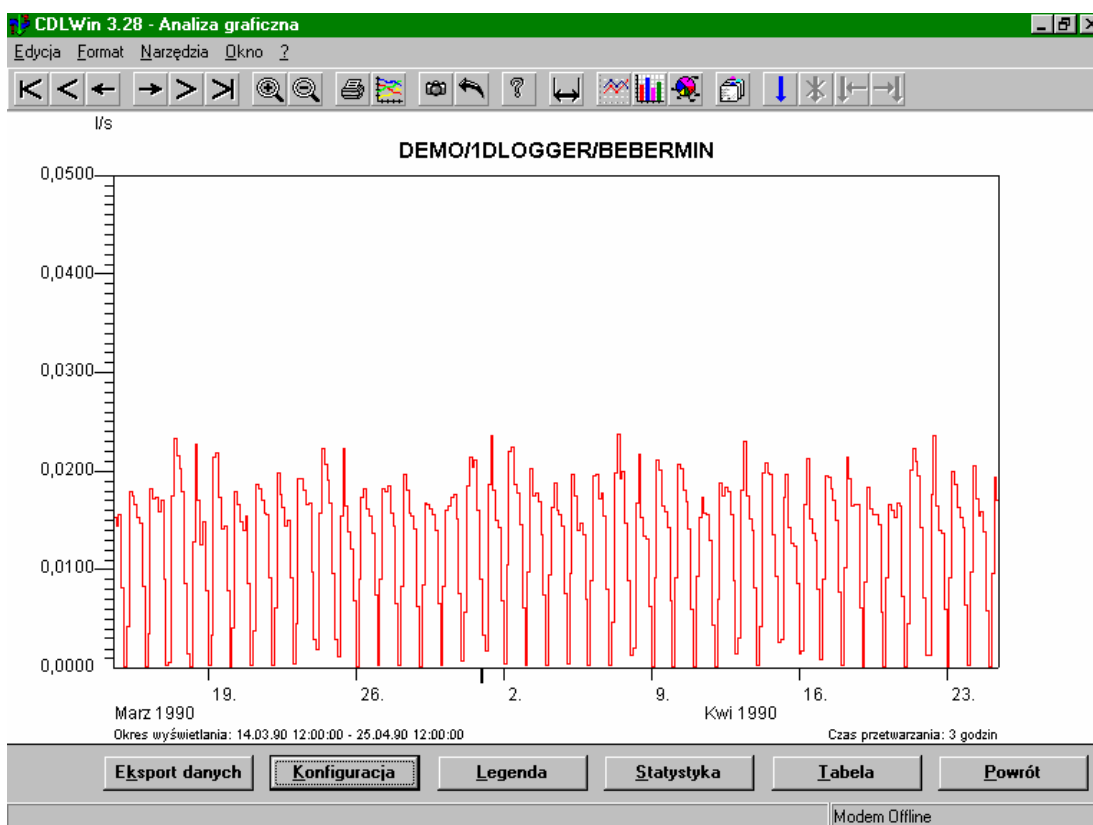 CDLWin 3.28 - Analiza graficzna
Edycja Format Narzędzia Okno ?
l/s
DEMO/1DLOGGER/BEBERMIN
0,0500
0,0400
0,0300
0,0200
0,0100
0,0000
19. 26. 2. 9. 16. 23.
Marz 1990 Kwi 1990
Okres wyświetlania: 14.03.90 12:00:00 - 25.04.90 12:00:00 Czas przetwarzania: 3 godzin
Eksport danych Konfiguracja Legenda Statystyka Tabela Powrót
Modem Offline